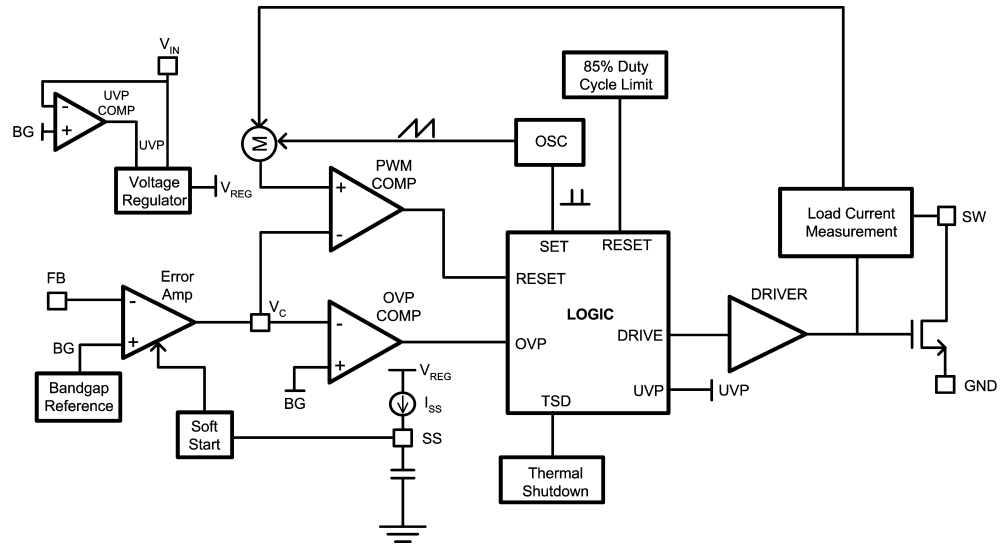 V_IN
UVP
COMP
BG
UVP
Voltage
Regulator
V_REG
M
OSC
85% Duty
Cycle Limit
PWM
COMP
+
-
SET
RESET
RESET
LOGIC
OVP
DRIVE
UVP
UVP
TSD
Load Current
Measurement
SW
DRIVER
GND
FB
Error
Amp
-
+
BG
Bandgap
Reference
V_C
OVP
COMP
-
+
BG
V_REG
I_SS
SS
Soft
Start
Thermal
Shutdown
-
+